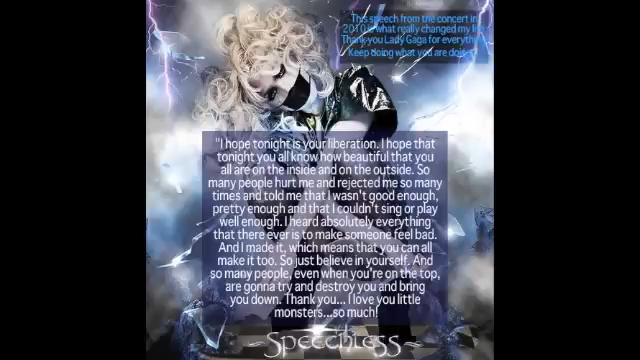 This speech from the concert in
2010 is what really changed my life
Thank you Lady Gaga for everything
Keep doing what you are doing
"I hope tonight is your liberation. I hope that
tonight you all know how beautiful that you
all are on the inside and on the outside. So
many people hurt me and rejected me so many
times and told me that I wasn't good enough,
pretty enough and that I couldn't sing or play
well enough. I heard absolutely everything
that there ever is to make someone feel bad.
And I made it, which means that you can all
make it too. So just believe in yourself. And
so many people, even when you're on the top,
are gonna try and destroy you and bring
you down. Thank you... I love you little
monsters...so much!
~Speechless~